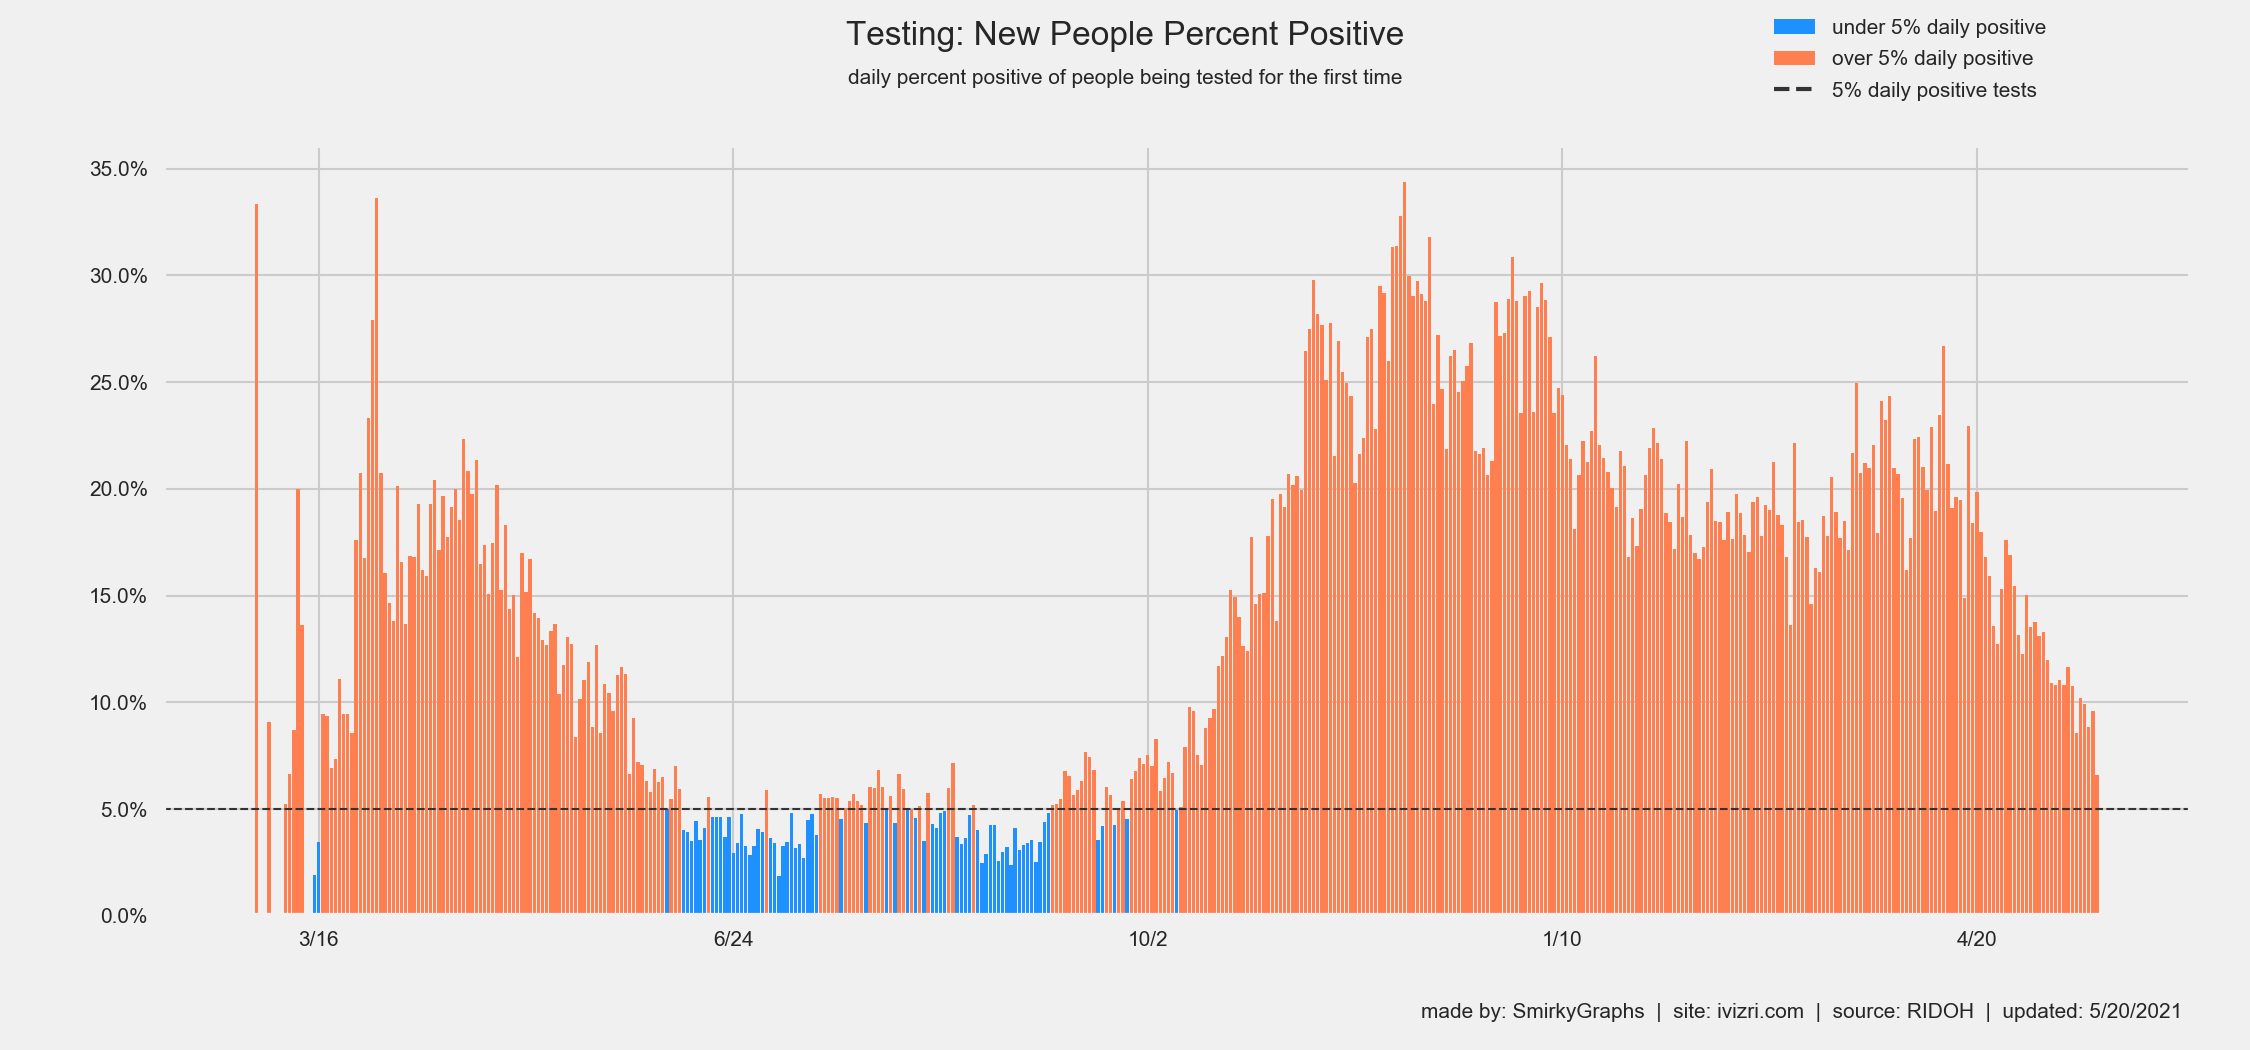 Testing: New People Percent Positive
daily percent positive of people being tested for the first time
under 5% daily positive
over 5% daily positive
5% daily positive tests
35.0%
30.0%
25.0%
20.0%
15.0%
10.0%
5.0%
0.0%
3/16 6/24 10/2 1/10 4/20
made by: SmirkyGraphs | site: ivizri.com | source: RIDOH | updated: 5/20/2021